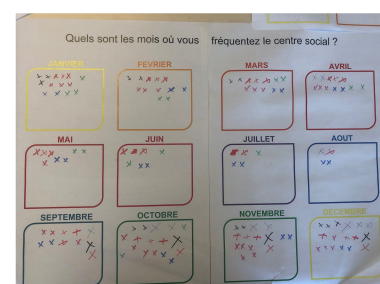 Quels sont les mois où vous fréquentez le centre social ?
JANVIER FEVRIER MARS AVRIL
MAI JUIN JUILLET AOUT
SEPTEMBRE OCTOBRE NOVEMBRE DECEMBRE